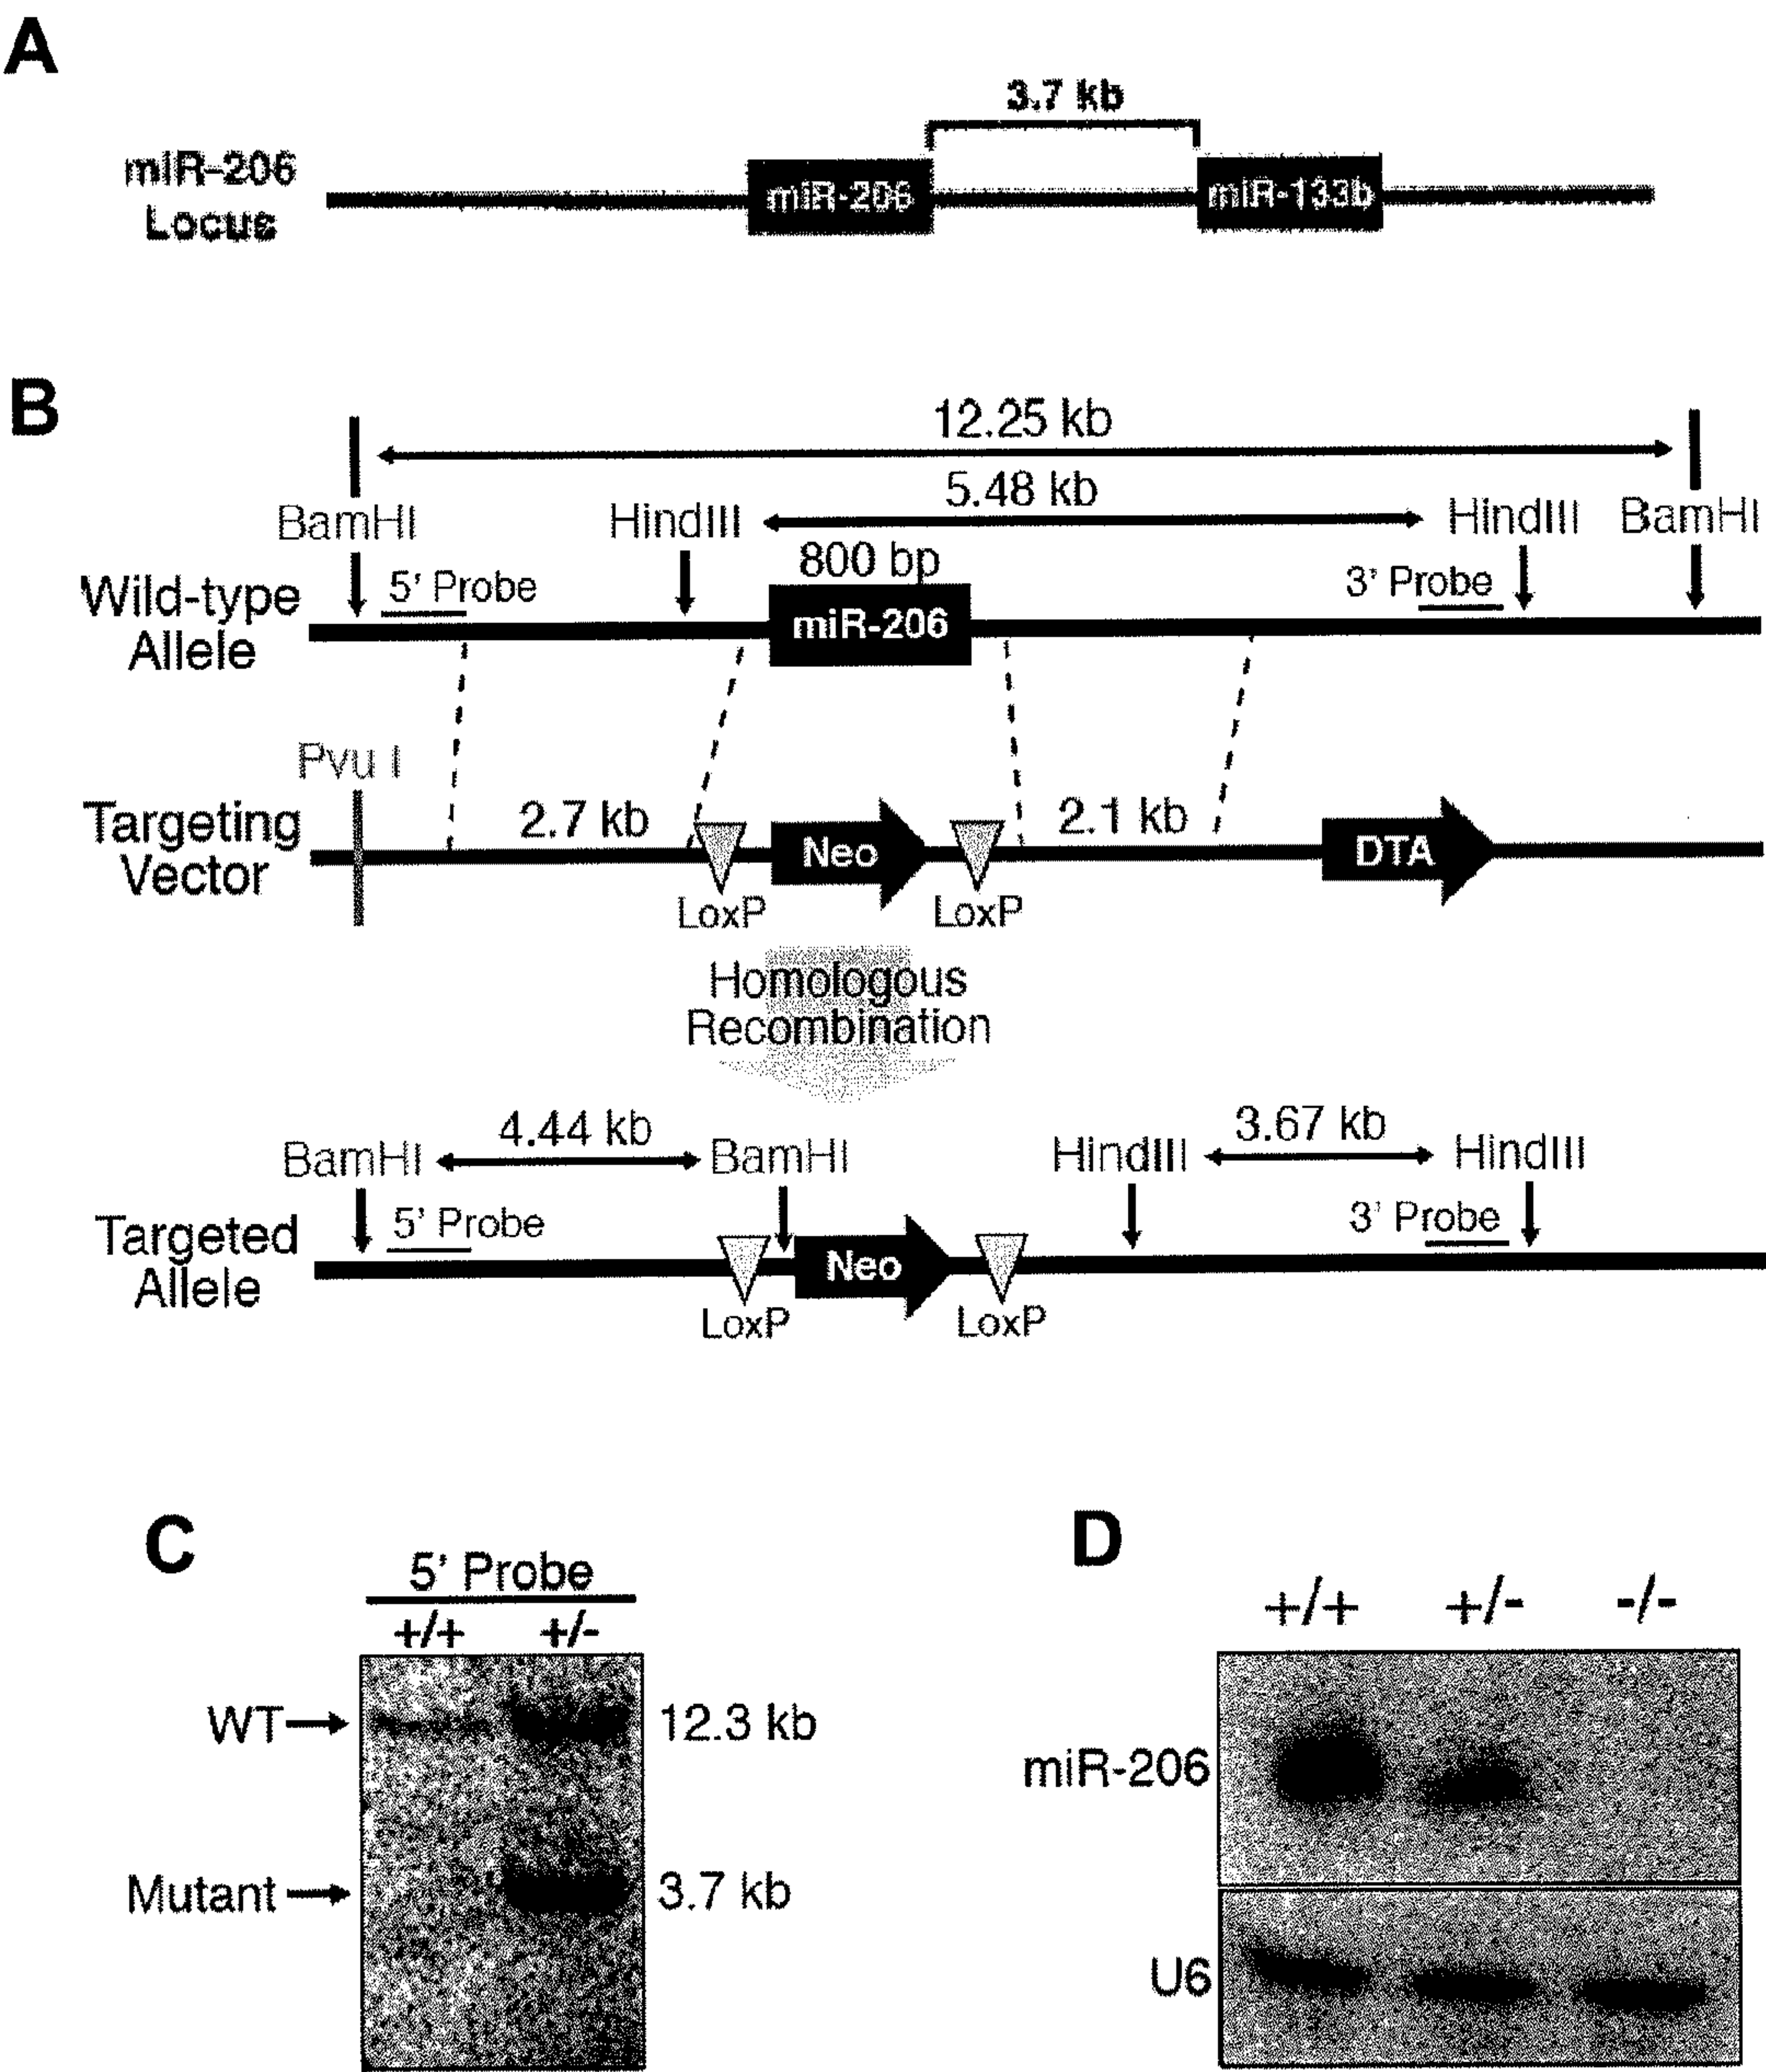 A
3.7 kb
miR-206
Locus
miR-206
miR-133b
B
12.25 kb
5.48 kb
BamHI
HindIII
HindIII
BamHI
800 bp
5' Probe
3' Probe
Wild-type
Allele
miR-206
Pvu I
Targeting
Vector
2.7 kb
Neo
2.1 kb
DTA
LoxP
LoxP
Homologous
Recombination
4.44 kb
3.67 kb
BamHI
BamHI
HindIII
HindIII
5' Probe
3' Probe
Targeted
Allele
Neo
LoxP
LoxP
C
5' Probe
+/+ +/-
WT
12.3 kb
Mutant
3.7 kb
D
+/+ +/- -/-
miR-206
U6